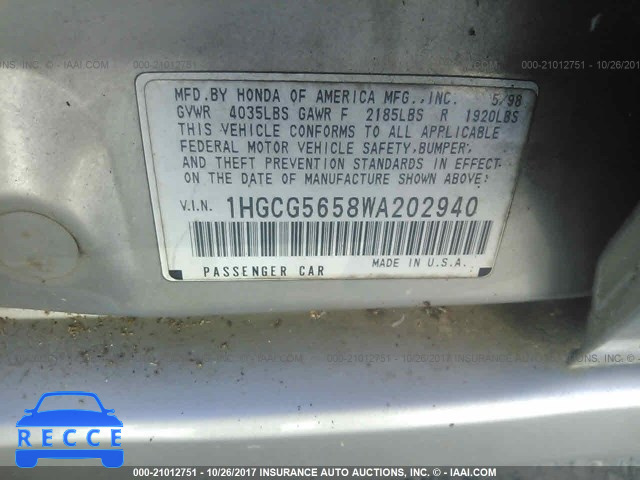 000-21012751 - IAAI.COM - 10/26/2017
MFD.BY HONDA OF AMERICA MFG.,INC. 5/98
GVWR 4035LBS GAWR F 2185LBS R 1920LBS
THIS VEHICLE CONFORMS TO ALL APPLICABLE
FEDERAL MOTOR VEHICLE SAFETY, BUMPER,
AND THEFT PREVENTION STANDARDS IN EFFECT
ON THE DATE OF MANUFACTURE SHOWN ABOVE.
V.I.N. 1HGCG5658WA202940
PASSENGER CAR MADE IN U.S.A.
RECCE
000-21012751 - 10/26/2017 INSURANCE AUTO AUCTIONS, INC. - IAAI.COM